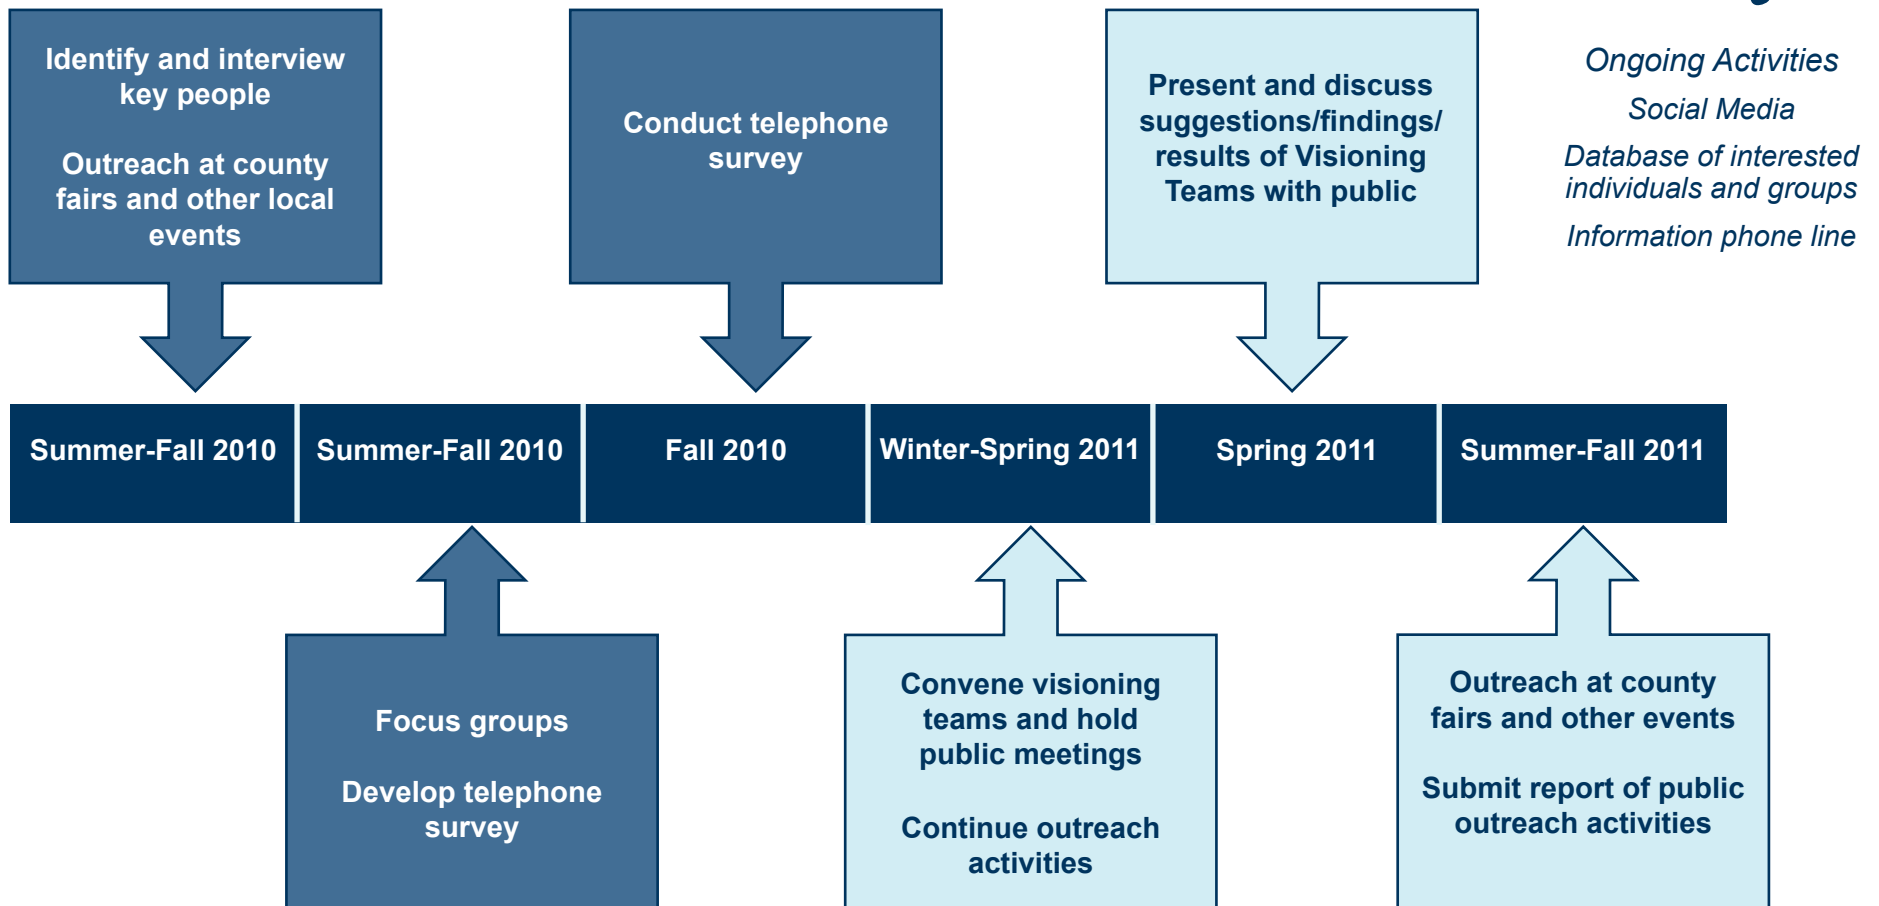 Identify and interview
key people
Outreach at county
fairs and other local
events
Conduct telephone
survey
Present and discuss
suggestions/findings/
results of Visioning
Teams with public
Ongoing Activities
Social Media
Database of interested
individuals and groups
Information phone line
Summer-Fall 2010
Summer-Fall 2010
Fall 2010
Winter-Spring 2011
Spring 2011
Summer-Fall 2011
Focus groups
Develop telephone
survey
Convene visioning
teams and hold
public meetings
Continue outreach
activities
Outreach at county
fairs and other events
Submit report of public
outreach activities